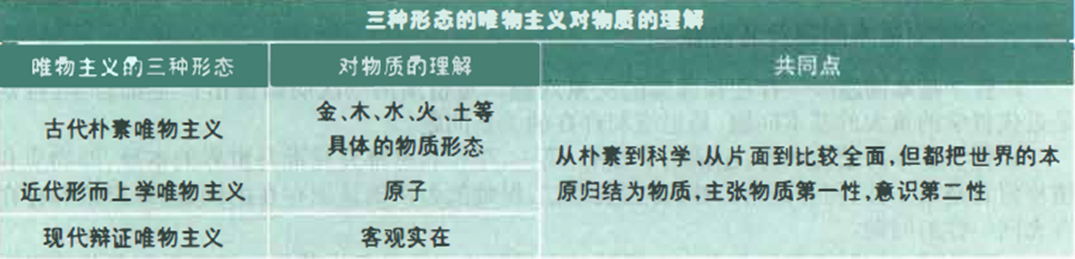 三种形态的唯物主义对物质的理解
唯物主义的三种形态 对物质的理解 共同点
古代朴素唯物主义
金、木、水、火、土等
具体的物质形态
从朴素到科学、从片面到比较全面,但都把世界的本
原归结为物质,主张物质第一性,意识第二性
近代形而上学唯物主义 原子
现代辩证唯物主义 客观实在